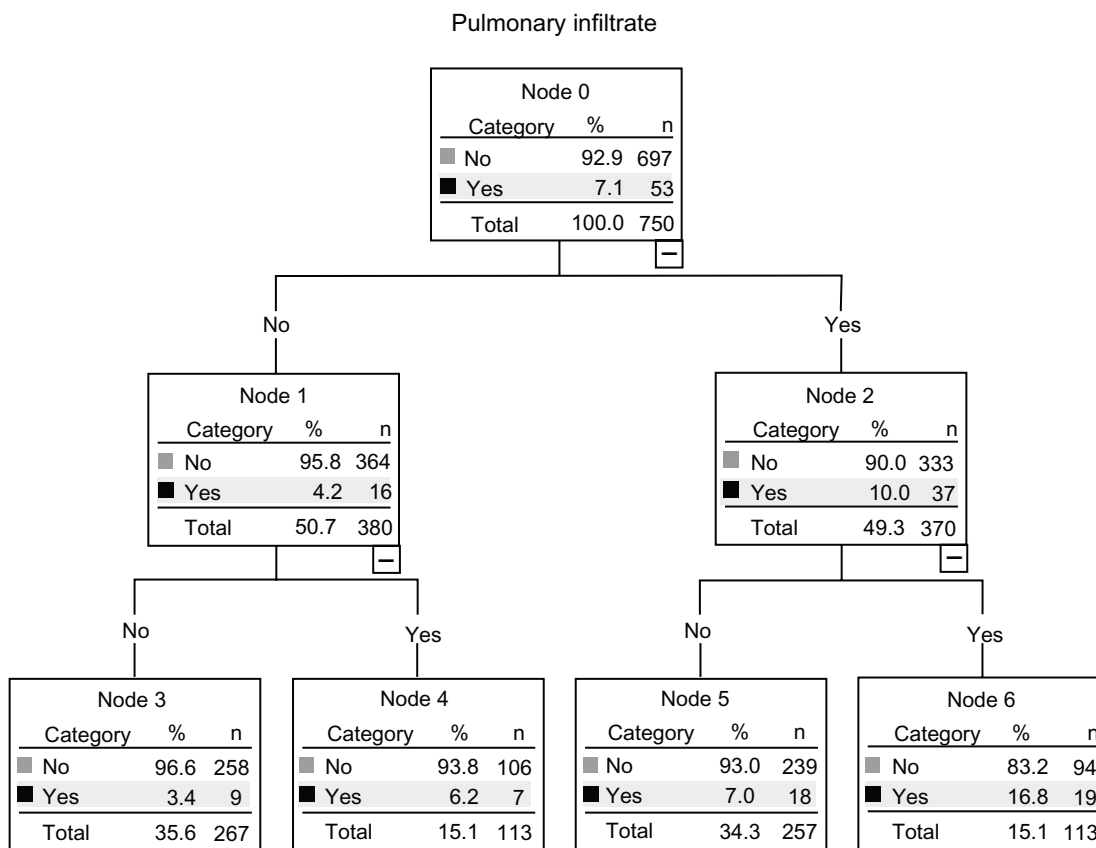 Pulmonary infiltrate
Node 0
Category % n
No 92.9 697
Yes 7.1 53
Total 100.0 750
No
Yes
Node 1
Category % n
No 95.8 364
Yes 4.2 16
Total 50.7 380
Node 2
Category % n
No 90.0 333
Yes 10.0 37
Total 49.3 370
No
Yes
No
Yes
Node 3
Category % n
No 96.6 258
Yes 3.4 9
Total 35.6 267
Node 4
Category % n
No 93.8 106
Yes 6.2 7
Total 15.1 113
Node 5
Category % n
No 93.0 239
Yes 7.0 18
Total 34.3 257
Node 6
Category % n
No 83.2 94
Yes 16.8 19
Total 15.1 113